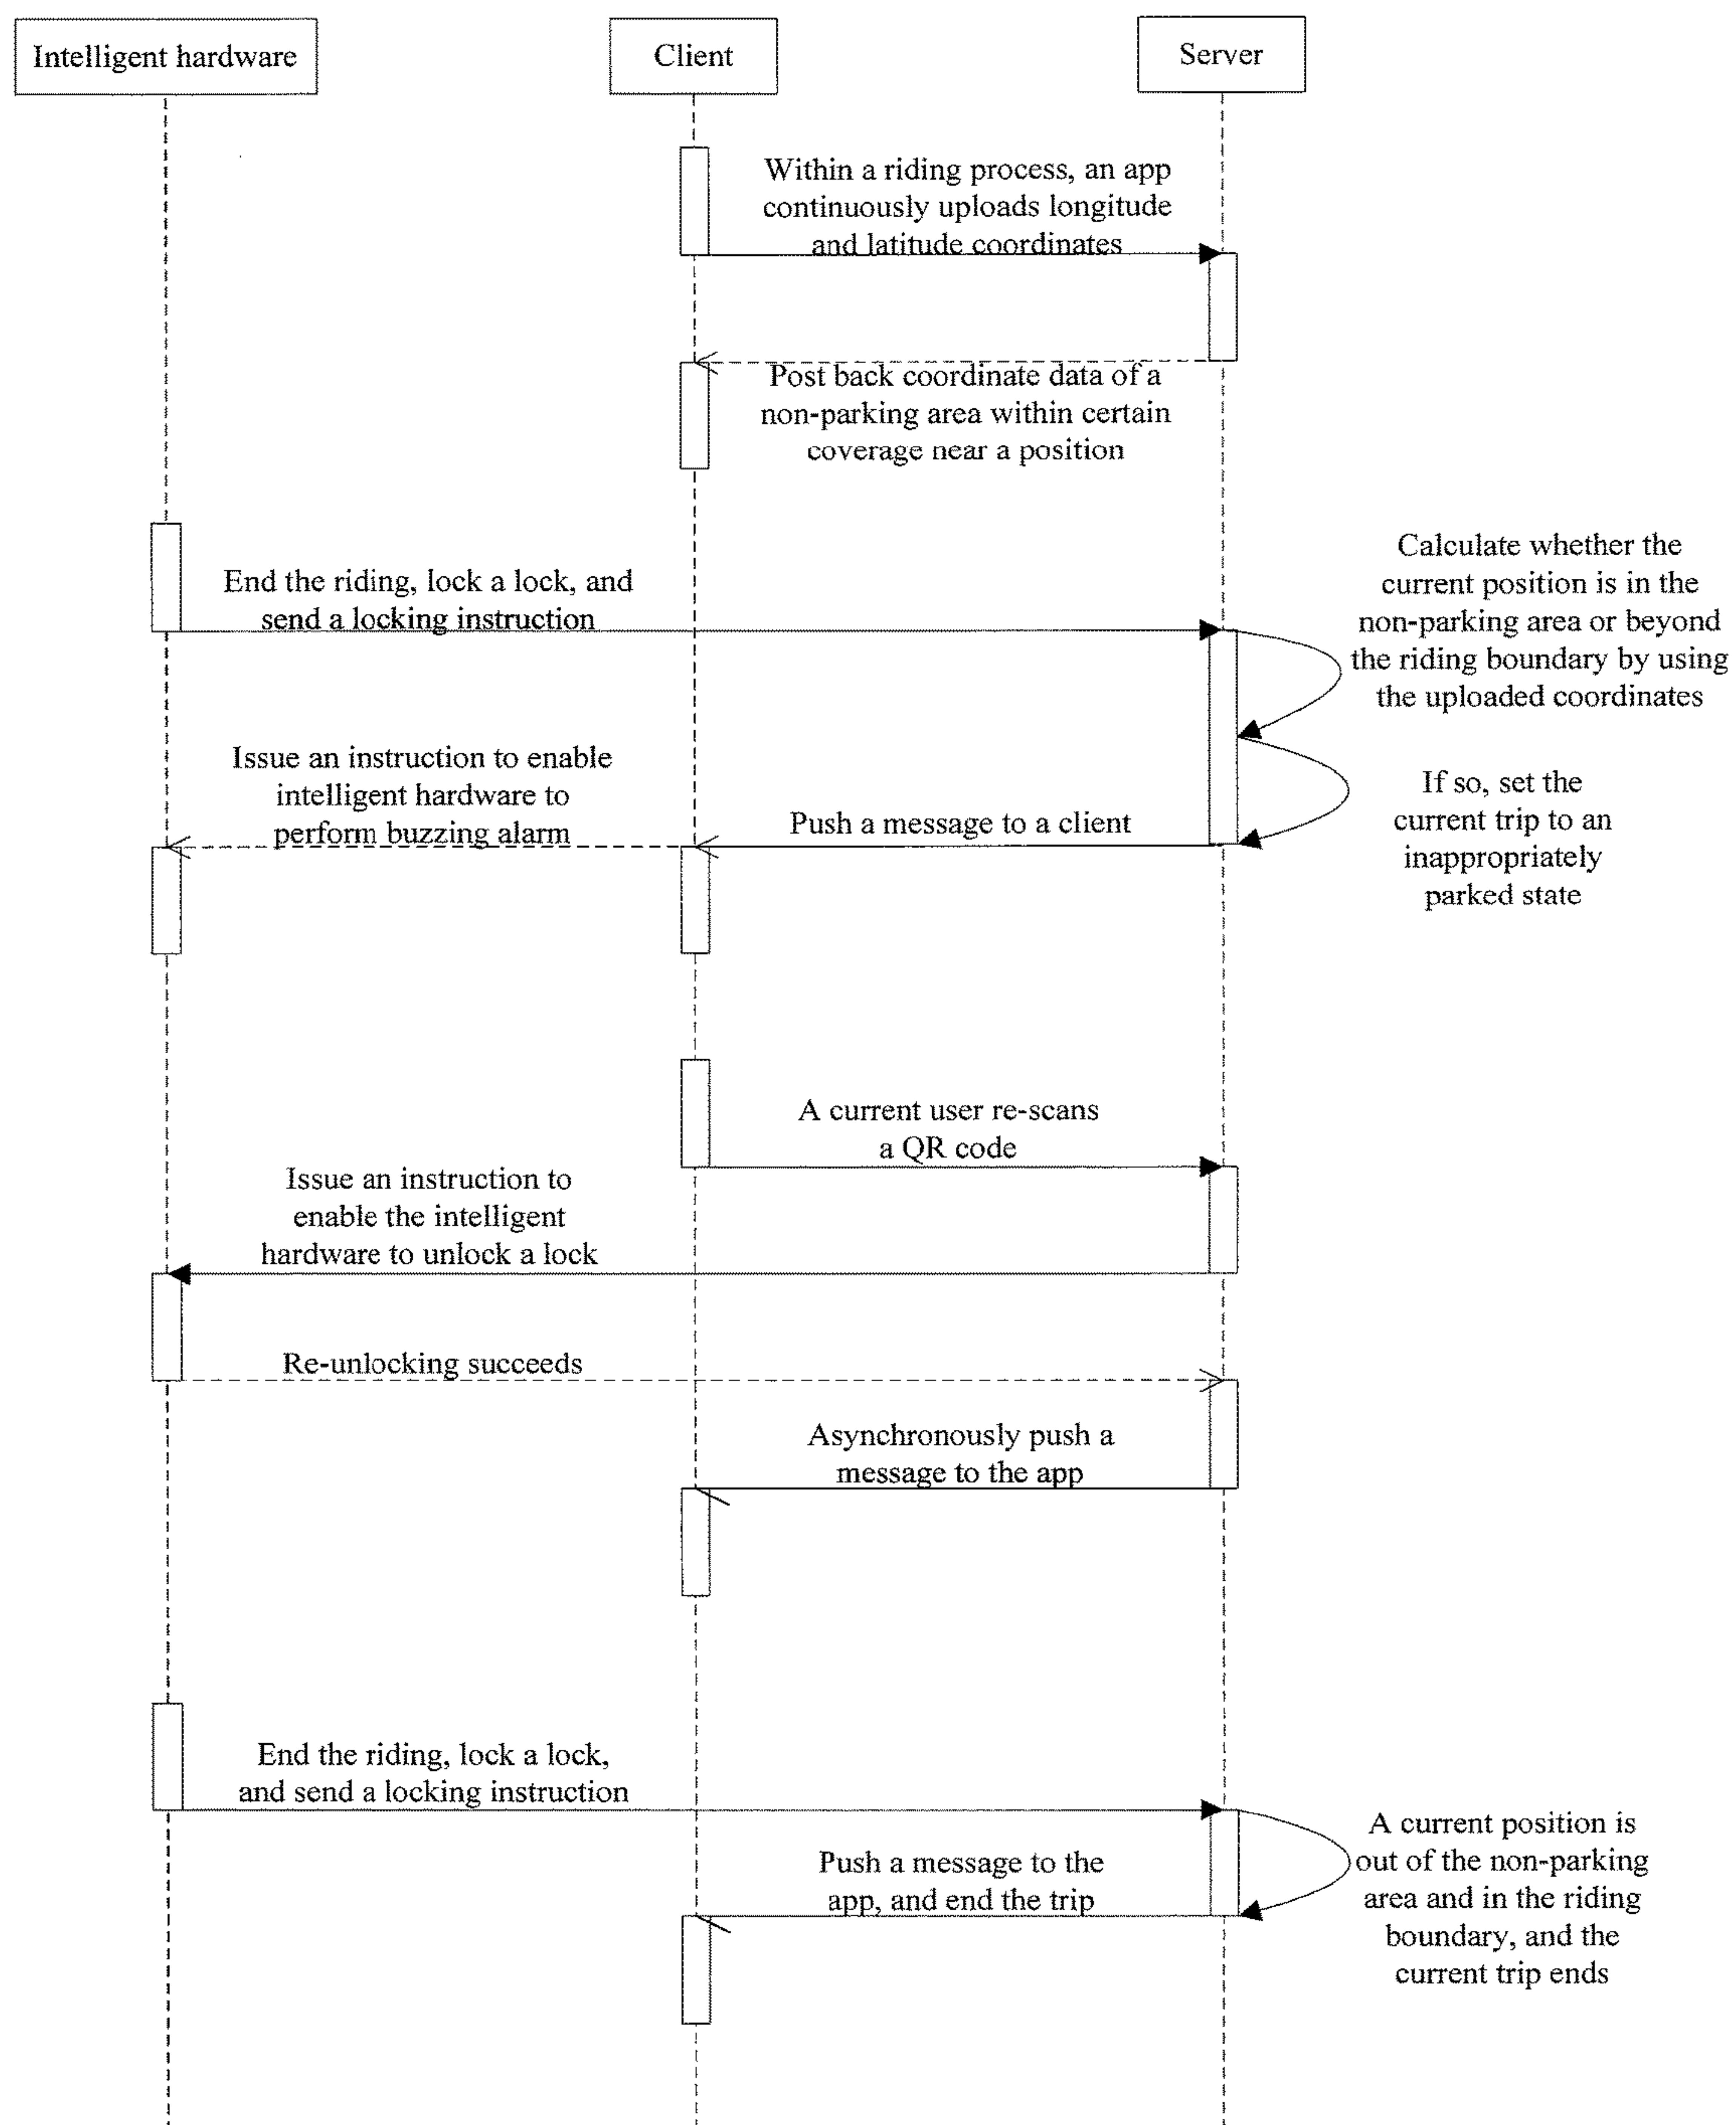 Intelligent hardware
Client
Server
Within a riding process, an app
continuously uploads longitude
and latitude coordinates
Post back coordinate data of a
non-parking area within certain
coverage near a position
End the riding, lock a lock, and
send a locking instruction
Calculate whether the
current position is in the
non-parking area or beyond
the riding boundary by using
the uploaded coordinates
Issue an instruction to enable
intelligent hardware to
perform buzzing alarm
Push a message to a client
If so, set the
current trip to an
inappropriately
parked state
A current user re-scans
a QR code
Issue an instruction to
enable the intelligent
hardware to unlock a lock
Re-unlocking succeeds
Asynchronously push a
message to the app
End the riding, lock a lock,
and send a locking instruction
Push a message to the
app, and end the trip
A current position is
out of the non-parking
area and in the riding
boundary, and the
current trip ends